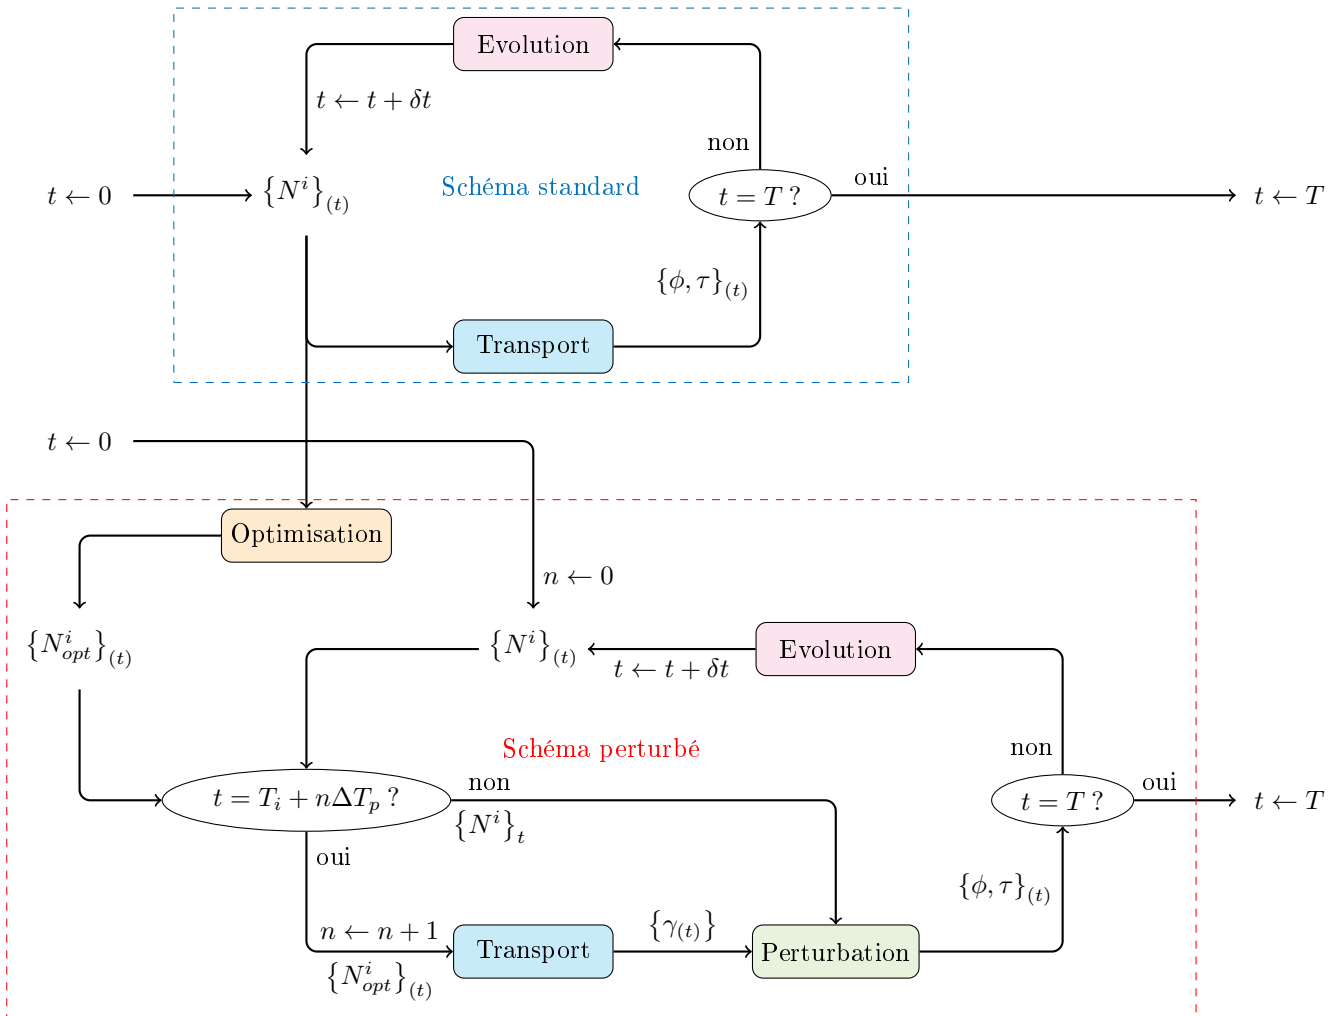 Evolution
t ← t + δt
non
t ← 0
{N^i}_(t)
Schéma standard
t = T ?
oui
t ← T
{ϕ, τ}_(t)
Transport
t ← 0
Optimisation
n ← 0
{N^i_opt}_(t)
{N^i}_(t)
Evolution
t ← t + δt
Schéma perturbé
non
t = T_i + nΔT_p ?
non
{N^i}_t
t = T ?
oui
t ← T
oui
{ϕ, τ}_(t)
n ← n + 1
{N^i_opt}_(t)
Transport
{γ_(t)}
Perturbation